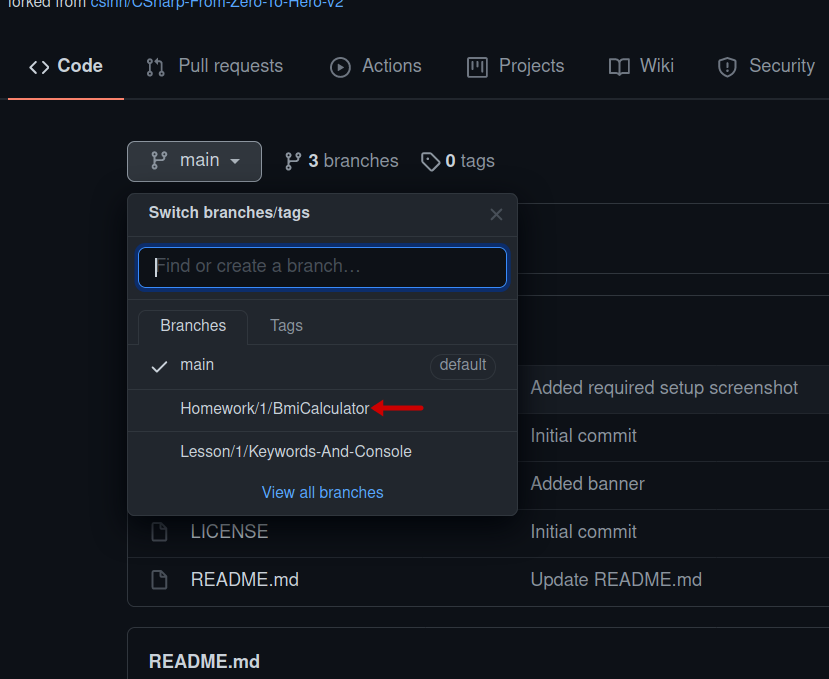 forked from csinn/CSharp-From-Zero-To-Hero-v2
Code Pull requests Actions Projects Wiki Security
main 3 branches 0 tags
Switch branches/tags
Find or create a branch…
Branches Tags
main default
Homework/1/BmiCalculator
Lesson/1/Keywords-And-Console
View all branches
Added required setup screenshot
Initial commit
Added banner
LICENSE Initial commit
README.md Update README.md
README.md